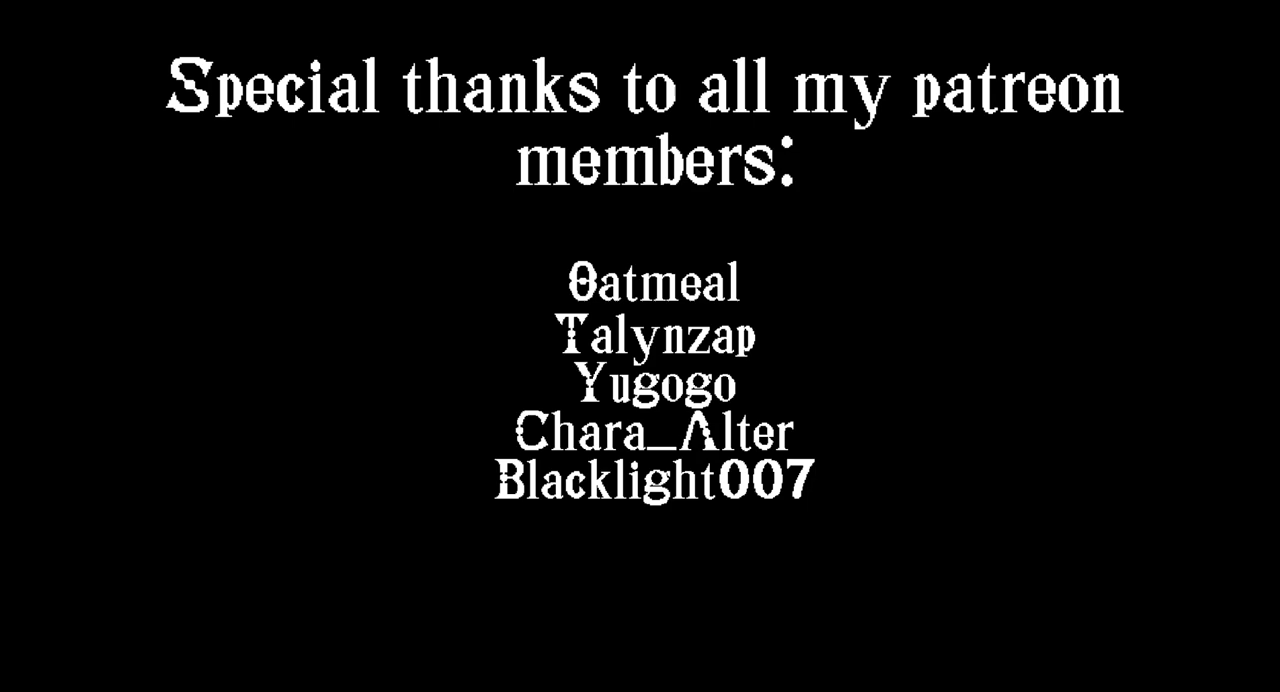 Special thanks to all my patreon
members:
Oatmeal
Talynzap
Yugogo
Chara_Alter
Blacklight007